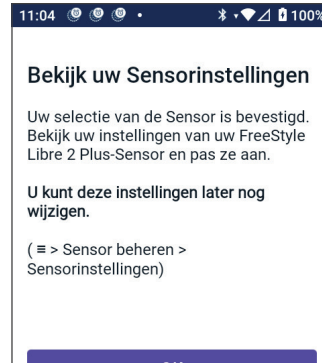 11:04 100%
Bekijk uw Sensorinstellingen
Uw selectie van de Sensor is bevestigd.
Bekijk uw instellingen van uw FreeStyle
Libre 2 Plus-Sensor en pas ze aan.
U kunt deze instellingen later nog
wijzigen.
( ≡ > Sensor beheren >
Sensorinstellingen)